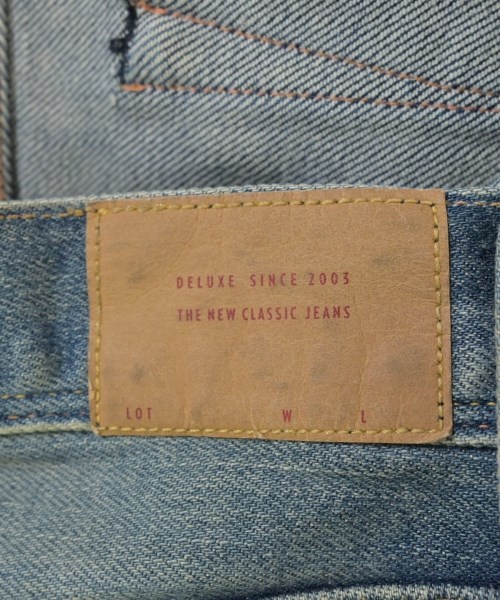 DELUXE SINCE 2003
THE NEW CLASSIC JEANS
LOT W L